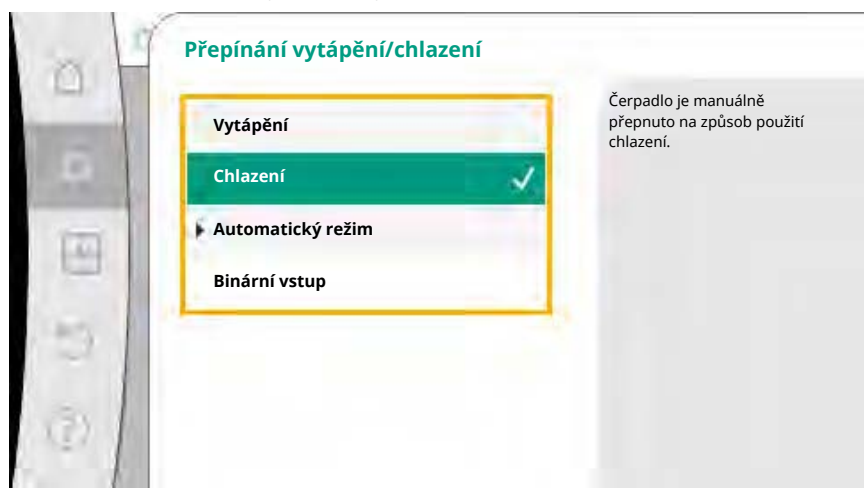 Přepínání vytápění/chlazení
Vytápění
Chlazení
Automatický režim
Binární vstup
Čerpadlo je manuálně
přepnuto na způsob použití
chlazení.